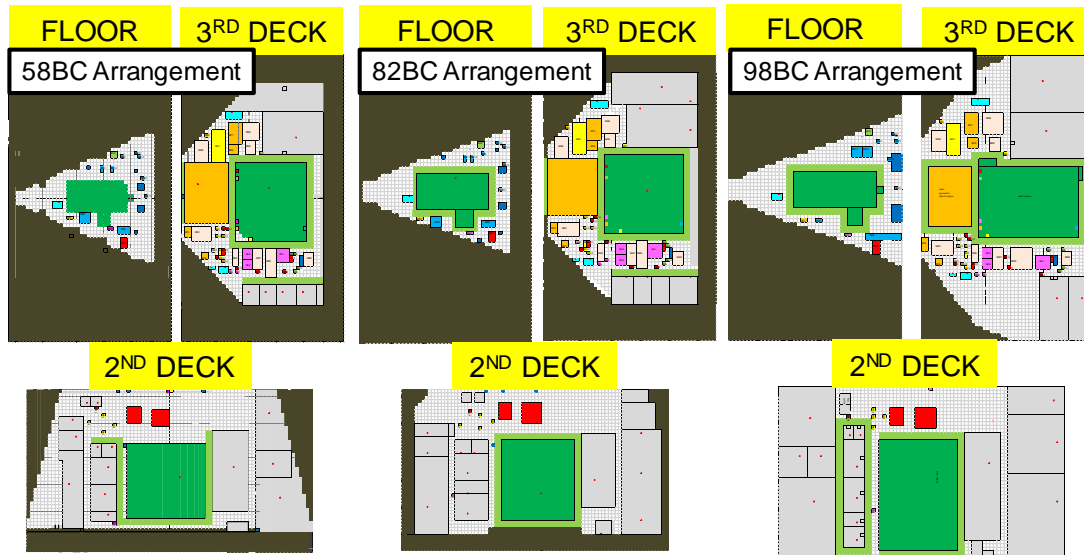 FLOOR
3RD DECK
58BC Arrangement
FLOOR
3RD DECK
82BC Arrangement
FLOOR
3RD DECK
98BC Arrangement
2ND DECK
2ND DECK
2ND DECK